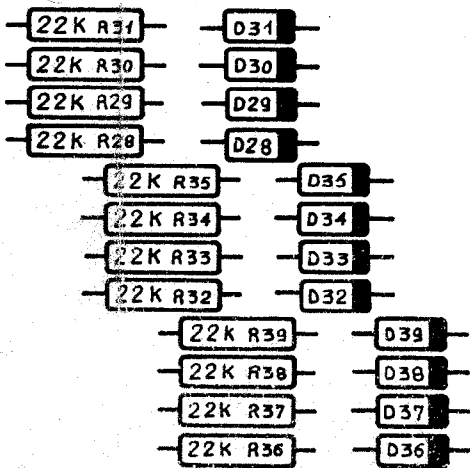 22K R31 D31
22K R30 D30
22K R29 D29
22K R28 D28
22K R35 D35
22K R34 D34
22K R33 D33
22K R32 D32
22K R39 D39
22K R38 D38
22K R37 D37
22K R36 D36